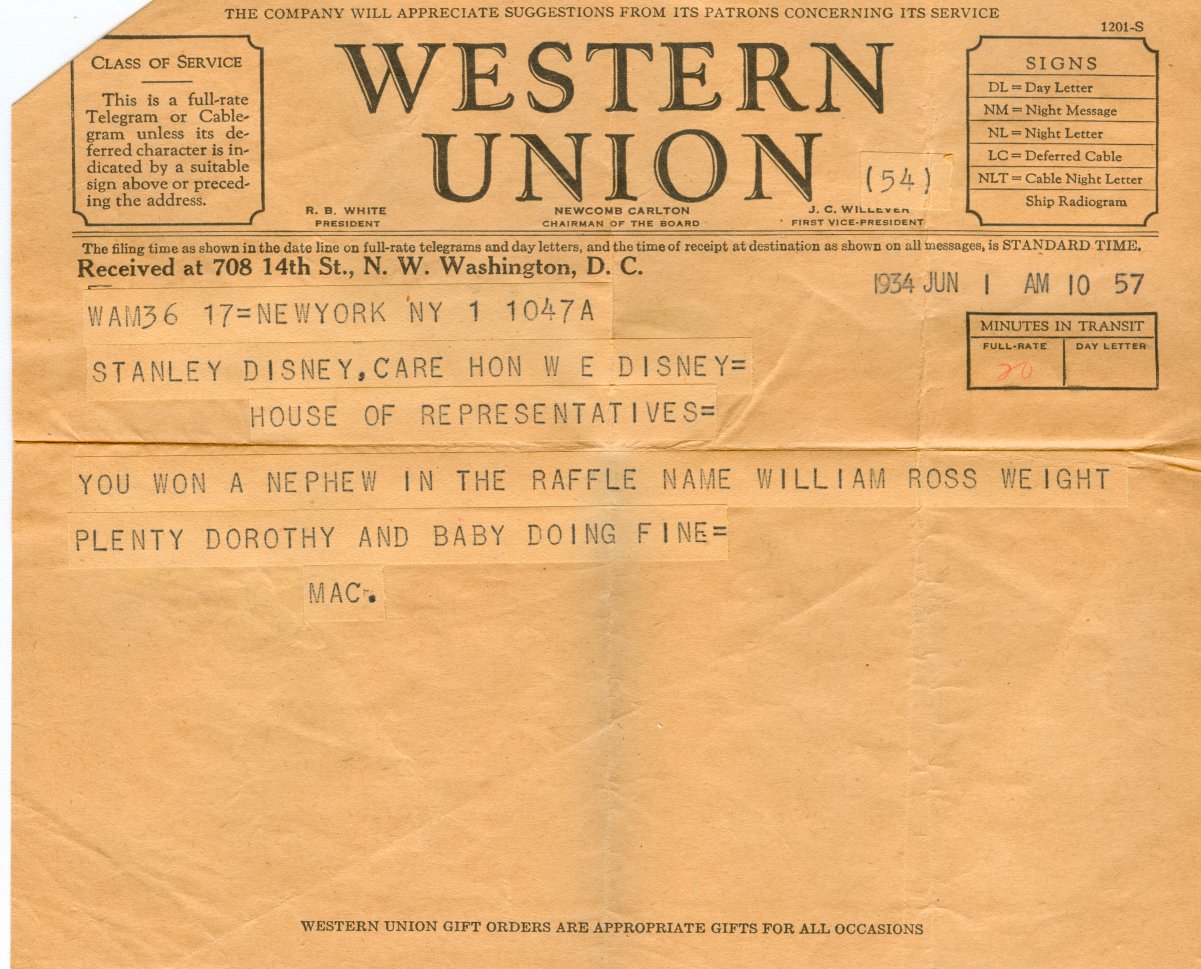 THE COMPANY WILL APPRECIATE SUGGESTIONS FROM ITS PATRONS CONCERNING ITS SERVICE
1201-S
CLASS OF SERVICE
This is a full-rate
Telegram or Cable-
gram unless its de-
ferred character is in-
dicated by a suitable
sign above or preced-
ing the address.
WESTERN
UNION
(54)
R. B. WHITE
PRESIDENT
NEWCOMB CARLTON
CHAIRMAN OF THE BOARD
J. C. WILLEVER
FIRST VICE-PRESIDENT
SIGNS
DL = Day Letter
NM = Night Message
NL = Night Letter
LC = Deferred Cable
NLT = Cable Night Letter
Ship Radiogram
The filing time as shown in the date line on full-rate telegrams and day letters, and the time of receipt at destination as shown on all messages, is STANDARD TIME.
Received at 708 14th St., N. W. Washington, D. C.
1934 JUN 1 AM 10 57
WAM36 17=NEWYORK NY 1 1047A
MINUTES IN TRANSIT
FULL-RATE
DAY LETTER
20
STANLEY DISNEY,CARE HON W E DISNEY=
HOUSE OF REPRESENTATIVES=
YOU WON A NEPHEW IN THE RAFFLE NAME WILLIAM ROSS WEIGHT
PLENTY DOROTHY AND BABY DOING FINE=
MAC.
WESTERN UNION GIFT ORDERS ARE APPROPRIATE GIFTS FOR ALL OCCASIONS